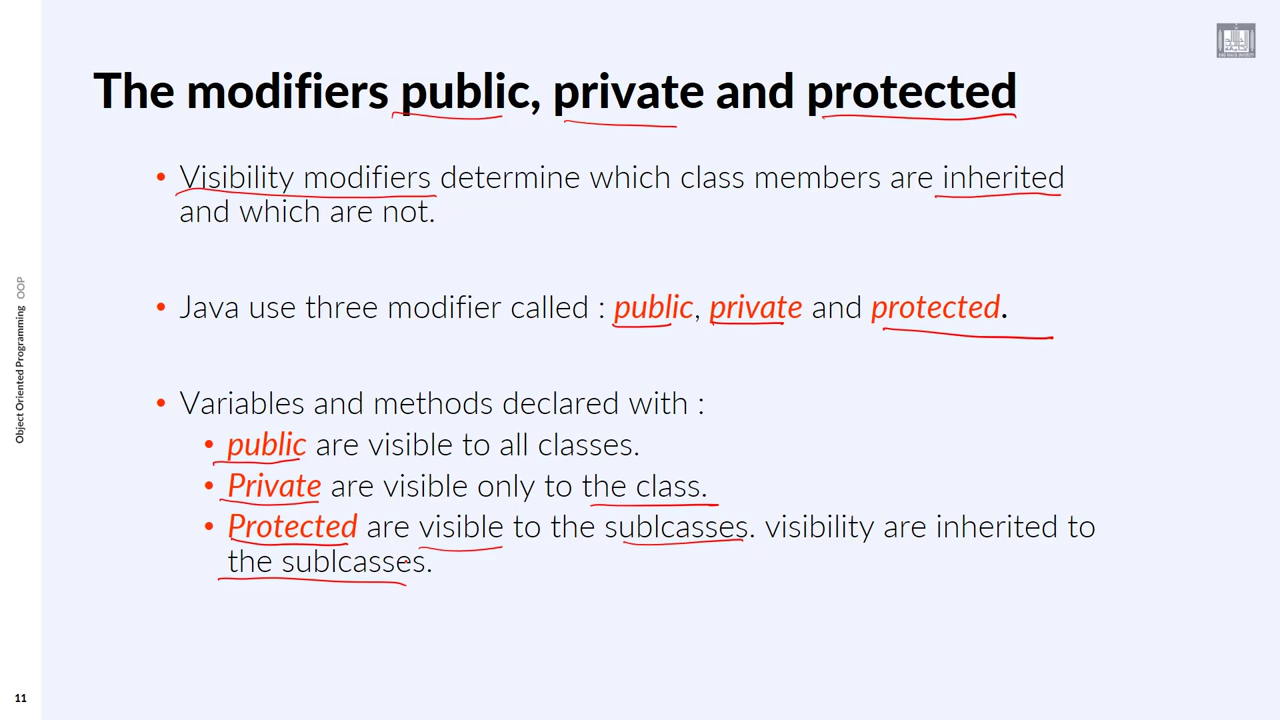 The modifiers public, private and protected
• Visibility modifiers determine which class members are inherited
and which are not.
• Java use three modifier called : public, private and protected.
• Variables and methods declared with :
• public are visible to all classes.
• Private are visible only to the class.
• Protected are visible to the sublcasses. visibility are inherited to
the sublcasses.
Object Oriented Programming OOP
11